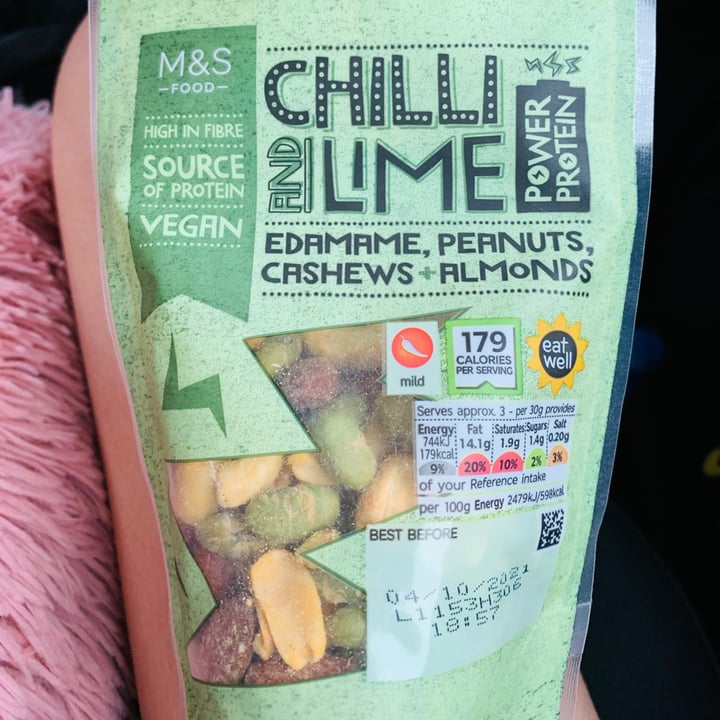 M&S
FOOD
HIGH IN FIBRE
SOURCE
OF PROTEIN
VEGAN
CHILLI
AND LIME
POWER
PROTEIN
EDAMAME, PEANUTS,
CASHEWS + ALMONDS
mild
179
CALORIES
PER SERVING
eat
well
Serves approx. 3 - per 30g provides
Energy: Fat Saturates: Sugars: Salt
744kJ 14.1g 1.9g 1.4g 0.20g
179kcal
9% 20% 10% 2% 3%
of your Reference intake
per 100g Energy 2479kJ/598kcal
BEST BEFORE
04/10/2021
L1153H306
18:57